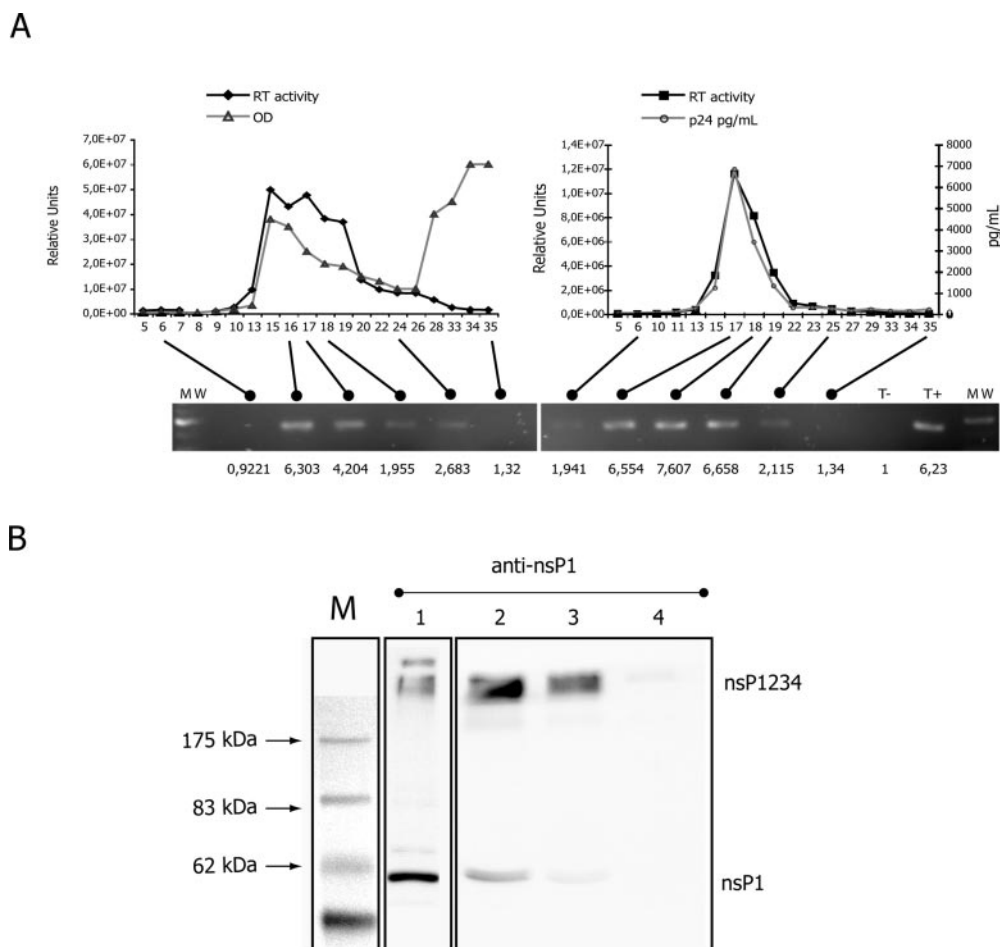 A
RT activity
OD
Relative Units
7,0E+07
6,0E+07
5,0E+07
4,0E+07
3,0E+07
2,0E+07
1,0E+07
0,0E+00
5 6 7 8 9 10 13 15 16 17 18 19 20 22 24 26 28 33 34 35
RT activity
p24 pg/mL
Relative Units
1,4E+07
1,2E+07
1,0E+07
8,0E+06
6,0E+06
4,0E+06
2,0E+06
0,0E+00
8000
7000
6000
5000
4000
3000
2000
1000
0
pg/mL
5 6 10 11 13 15 17 18 19 22 23 25 27 29 33 34 35
M W
T- T+ M W
0,9221 6,303 4,204 1,955 2,683 1,32 1,941 6,554 7,607 6,658 2,115 1,34 1 6,23
B
anti-nsP1
M 1 2 3 4
nsP1234
175 kDa
83 kDa
62 kDa
nsP1